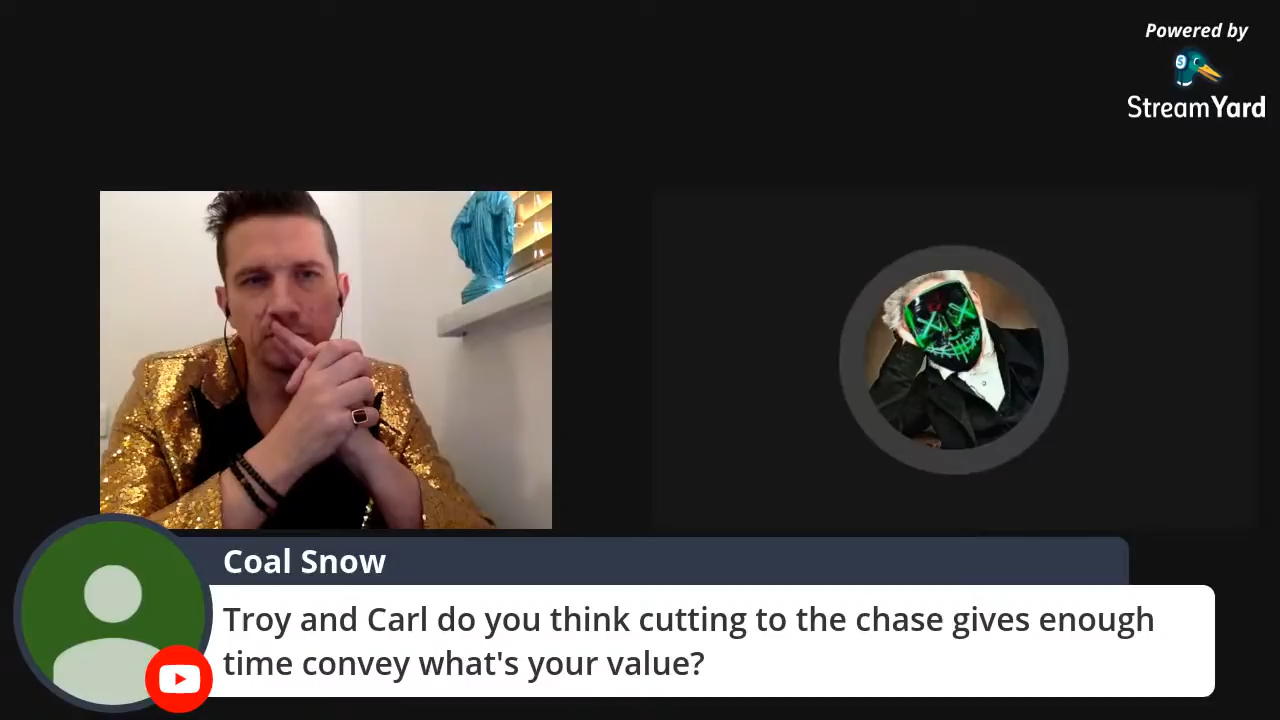 Powered by
StreamYard
Coal Snow
Troy and Carl do you think cutting to the chase gives enough
time convey what's your value?